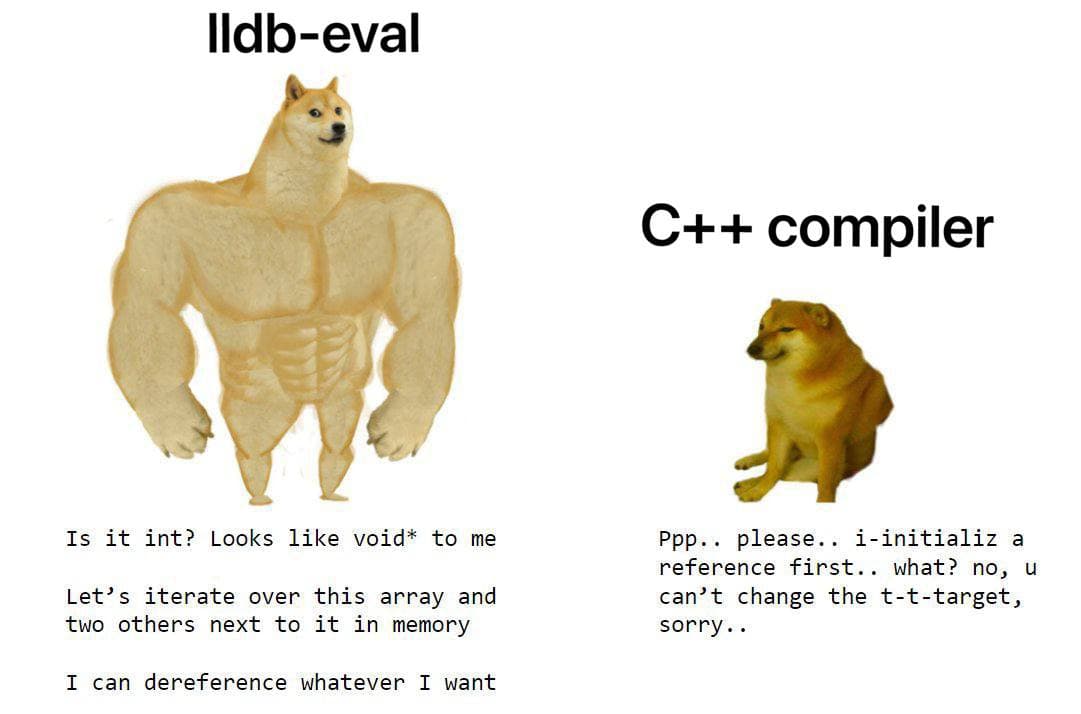 lldb-eval
Is it int? Looks like void* to me
Let’s iterate over this array and
two others next to it in memory
I can dereference whatever I want
C++ compiler
Ppp.. please.. i-initializ a
reference first.. what? no, u
can’t change the t-t-target,
sorry..